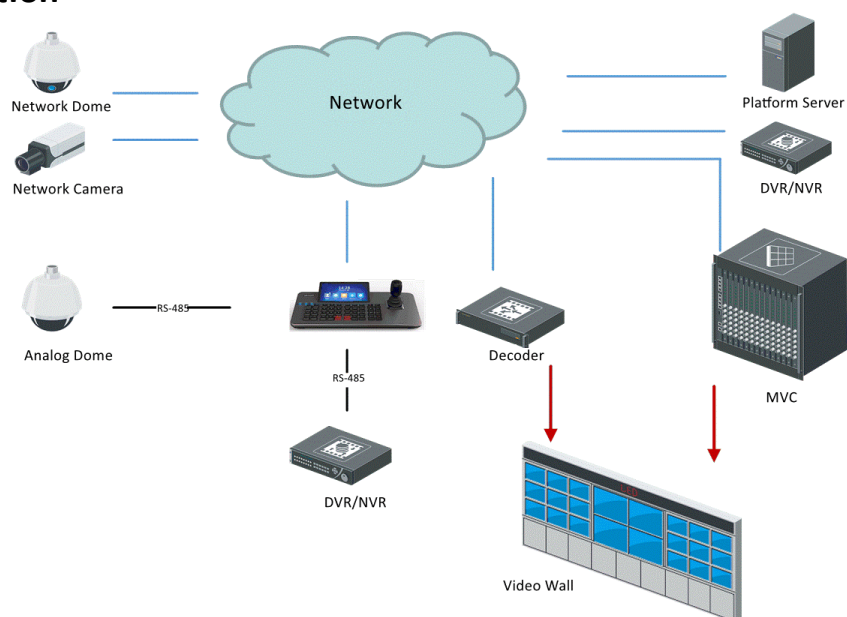 Network Dome
Network
Platform Server
Network Camera
DVR/NVR
RS-485
Analog Dome
Decoder
RS-485
MVC
DVR/NVR
Video Wall